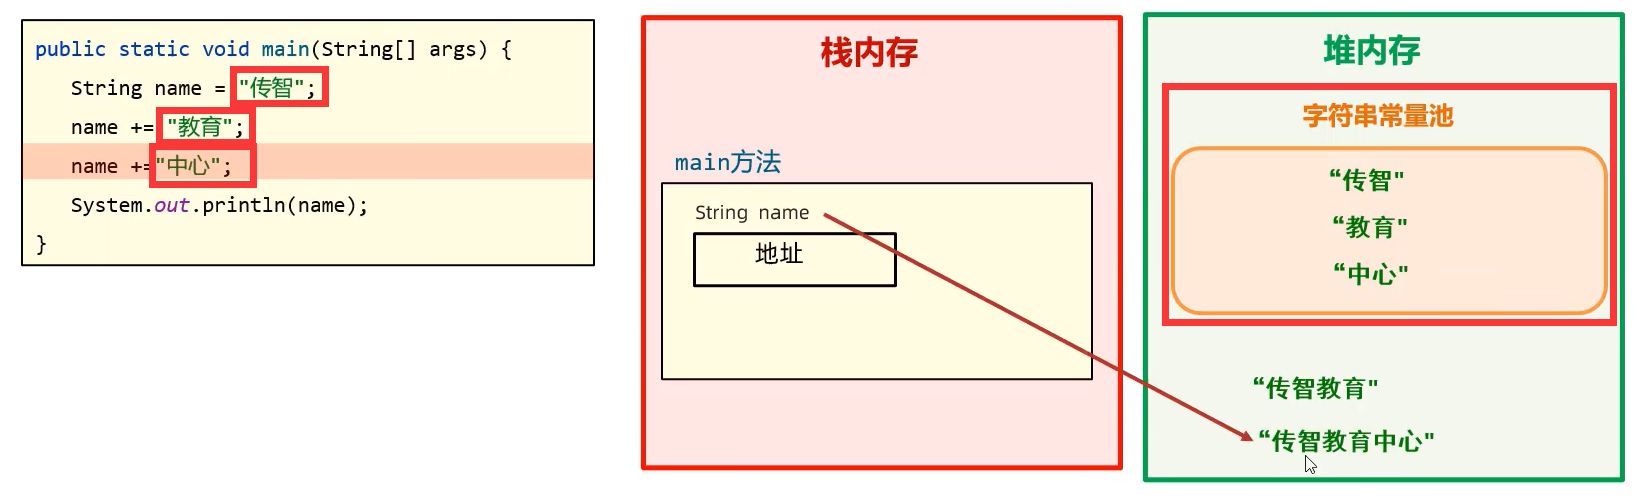 public static void main(String[] args) {
String name = "传智";
name += "教育";
name +="中心";
System.out.println(name);
}
栈内存
main方法
String name
地址
堆内存
字符串常量池
“传智"
“教育"
“中心"
“传智教育"
“传智教育中心"